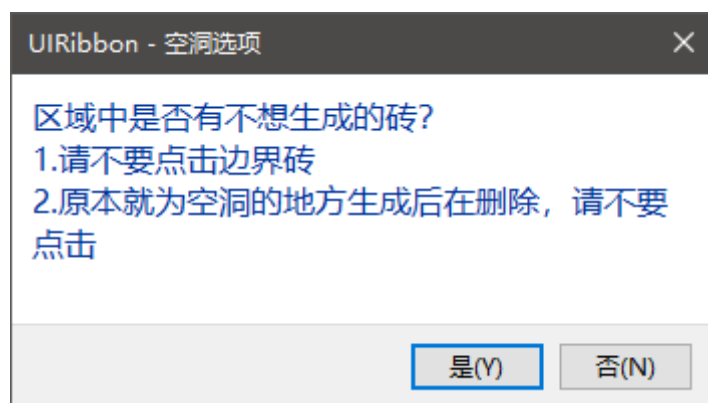 UIRibbon - 空洞选项
区域中是否有不想生成的砖?
1.请不要点击边界砖
2.原本就为空洞的地方生成后在删除，请不要
点击
是(Y)
否(N)